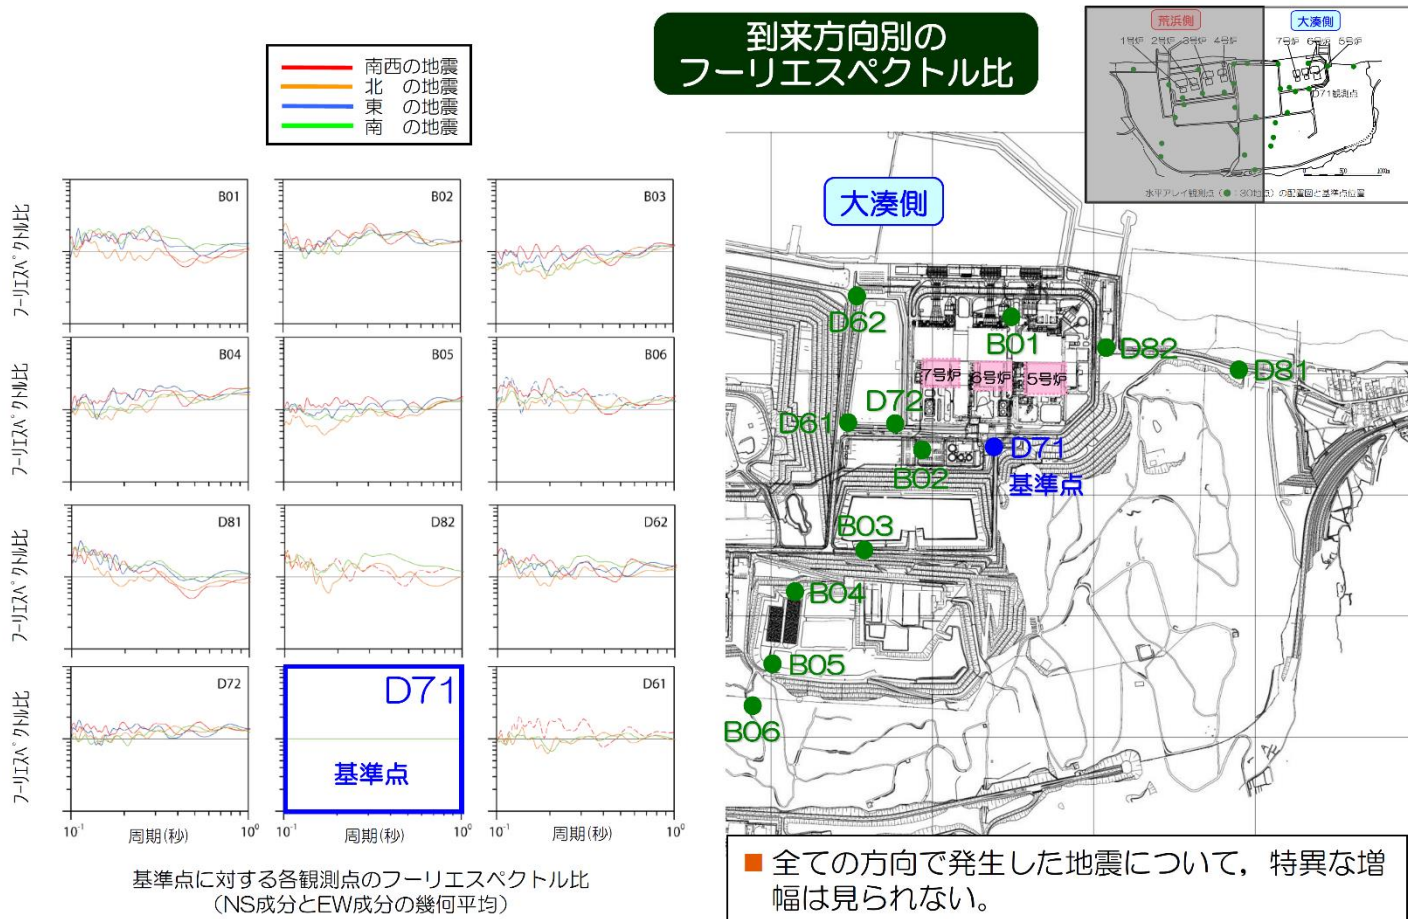 到来方向別の
フーリエスペクトル比
南西の地震
北　の地震
東　の地震
南　の地震
荒浜側
大湊側
1号炉 2号炉 3号炉 4号炉
7号炉 6号炉 5号炉
D71観測点
0 500 1000m
水平アレイ観測点（●：30地点）の配置図と基準点位置
フーリエスペクトル比
B01
B02
B03
フーリエスペクトル比
B04
B05
B06
フーリエスペクトル比
D81
D82
D62
フーリエスペクトル比
D72
D71
基準点
D61
10⁻¹ 10⁰
10⁻¹ 10⁰
10⁻¹ 10⁰
周期(秒)
周期(秒)
周期(秒)
基準点に対する各観測点のフーリエスペクトル比
（NS成分とEW成分の幾何平均）
大湊側
D62
B01
D82
D81
7号炉
6号炉
5号炉
D72
D61
D71
基準点
B02
B03
B04
B05
B06
■ 全ての方向で発生した地震について，特異な増
幅は見られない。